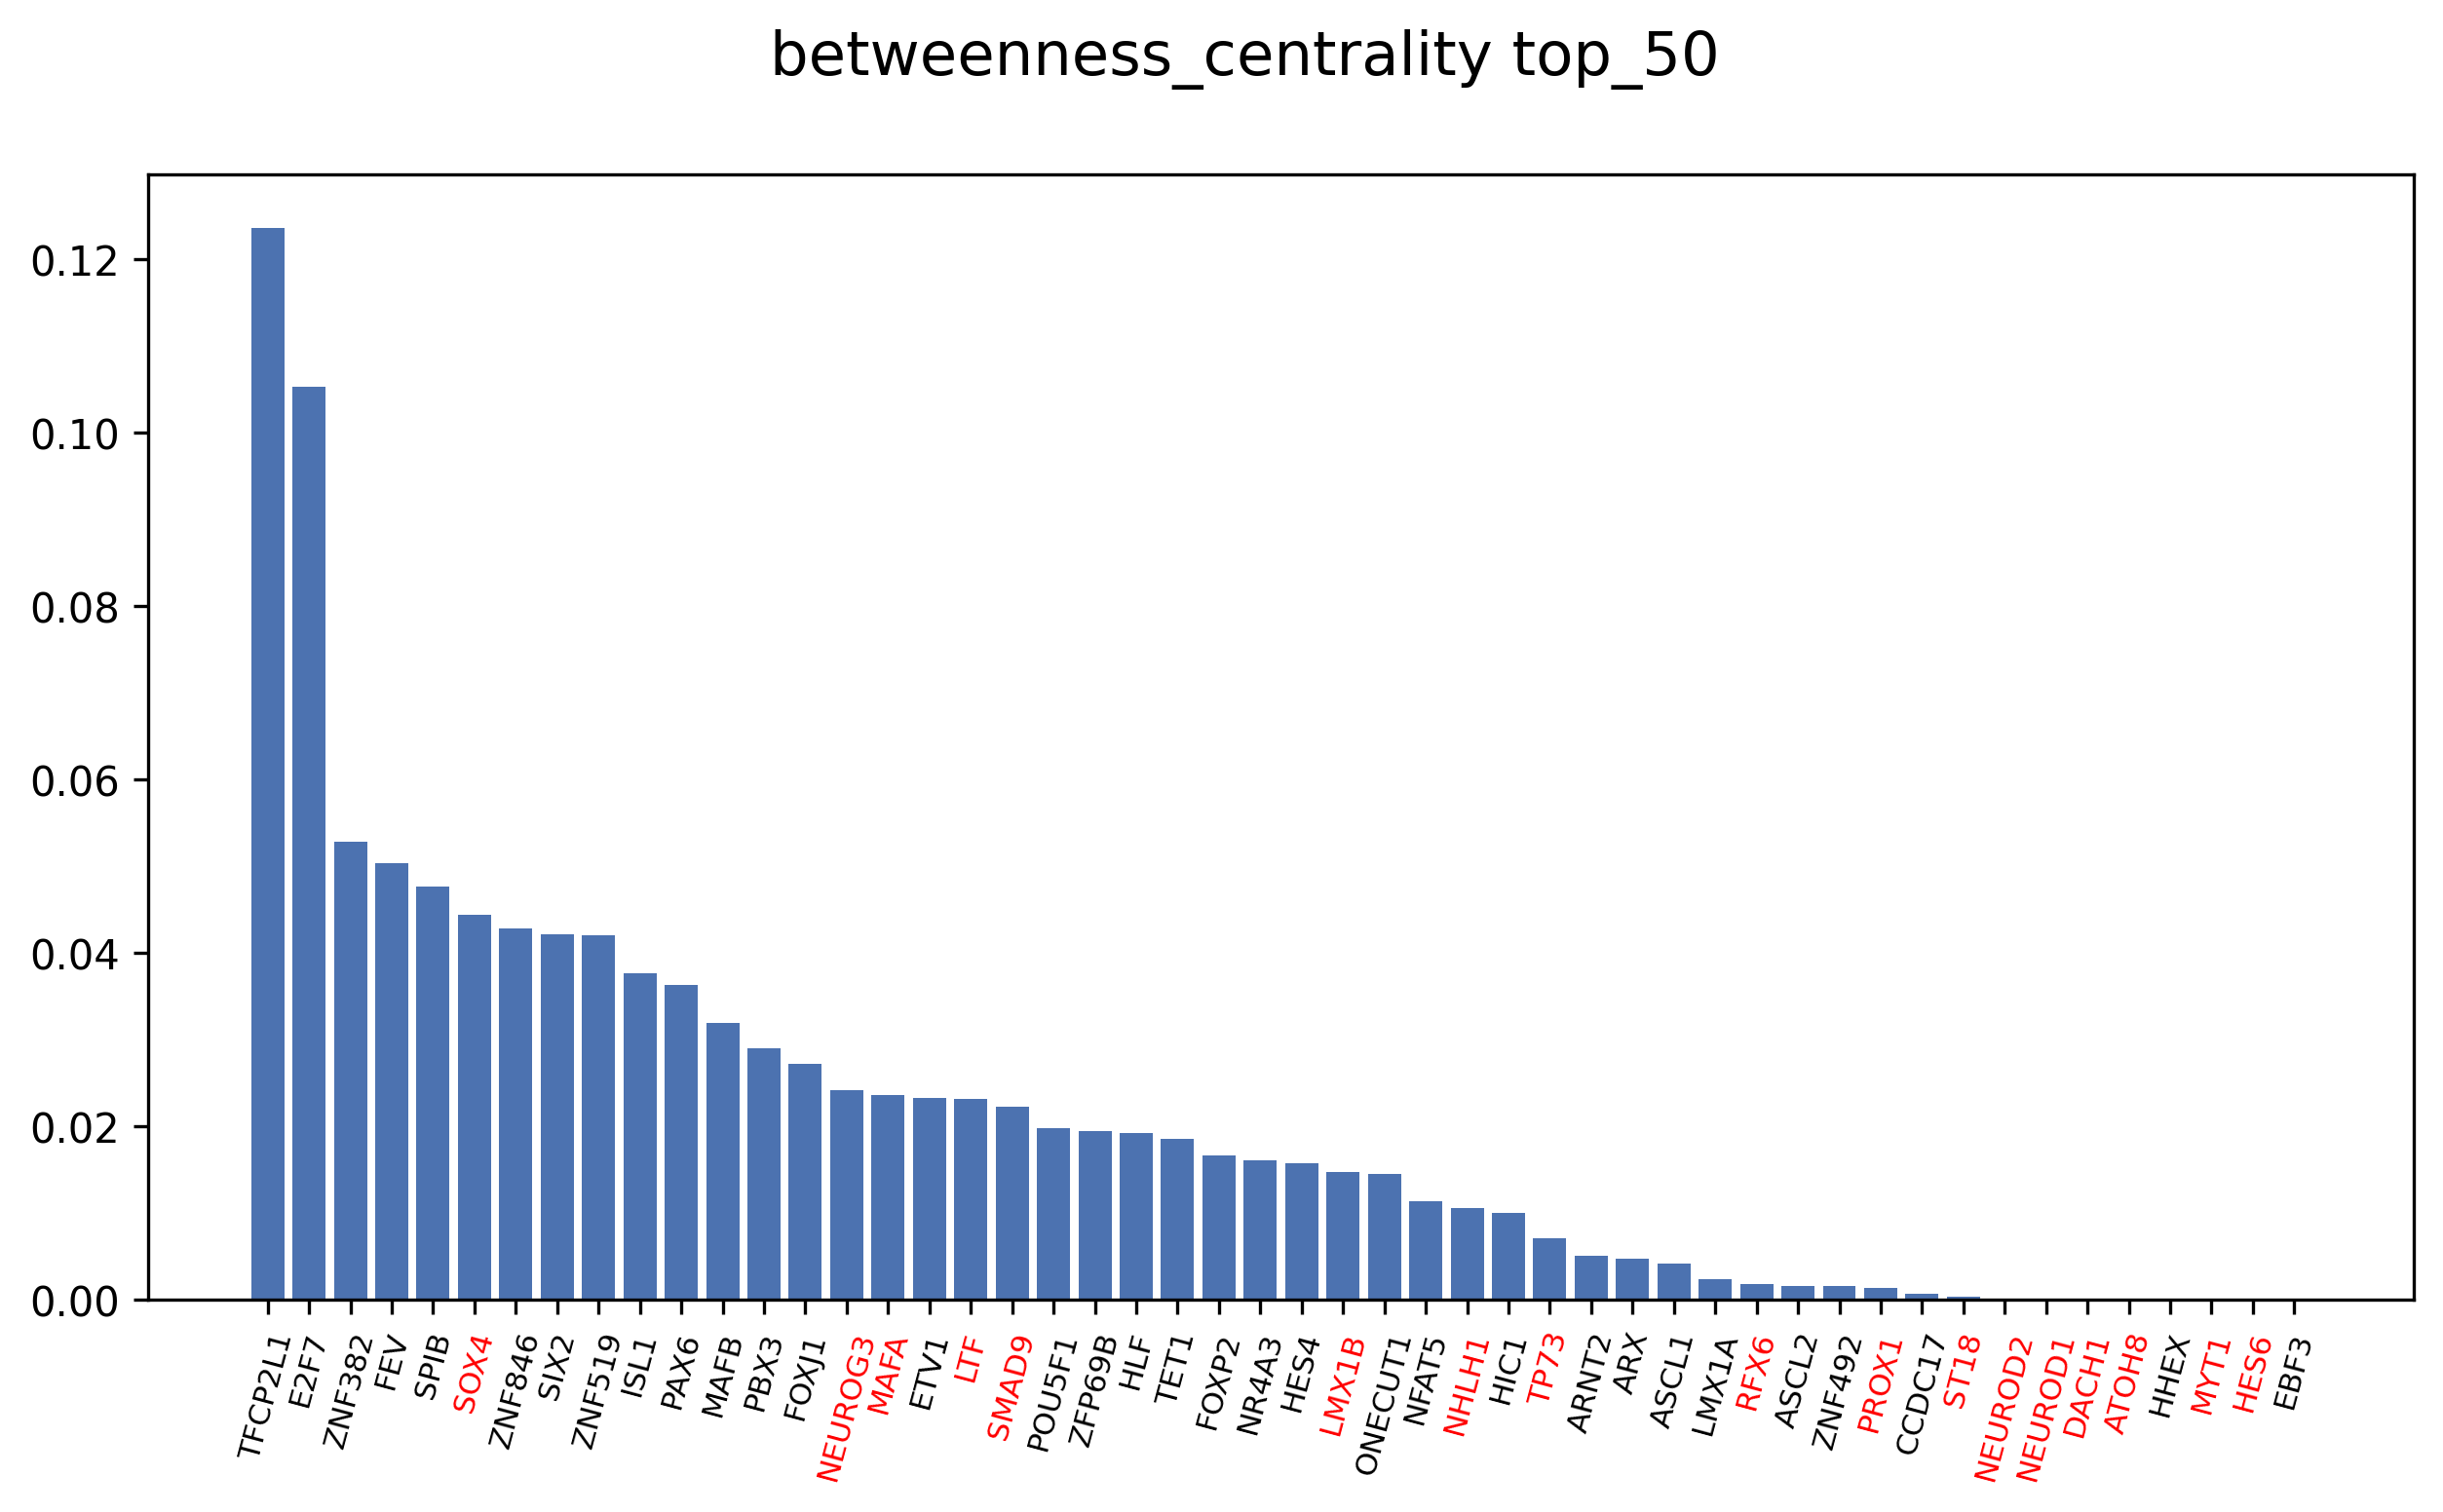 betweenness_centrality top_50
0.12
0.10
0.08
0.06
0.04
0.02
0.00
TFCP2L1
E2F7
ZNF382
FEV
SPIB
SOX4
ZNF846
SIX2
ZNF519
ISL1
PAX6
MAFB
PBX3
FOXJ1
NEUROG3
MAFA
ETV1
LTF
SMAD9
POU5F1
ZFP69B
HLF
TET1
FOXP2
NR4A3
HES4
LMX1B
ONECUT1
NFAT5
NHLH1
HIC1
TP73
ARNT2
ARX
ASCL1
LMX1A
RFX6
ASCL2
ZNF492
PROX1
CCDC17
ST18
NEUROD2
NEUROD1
DACH1
ATOH8
HHEX
MYT1
HES6
EBF3